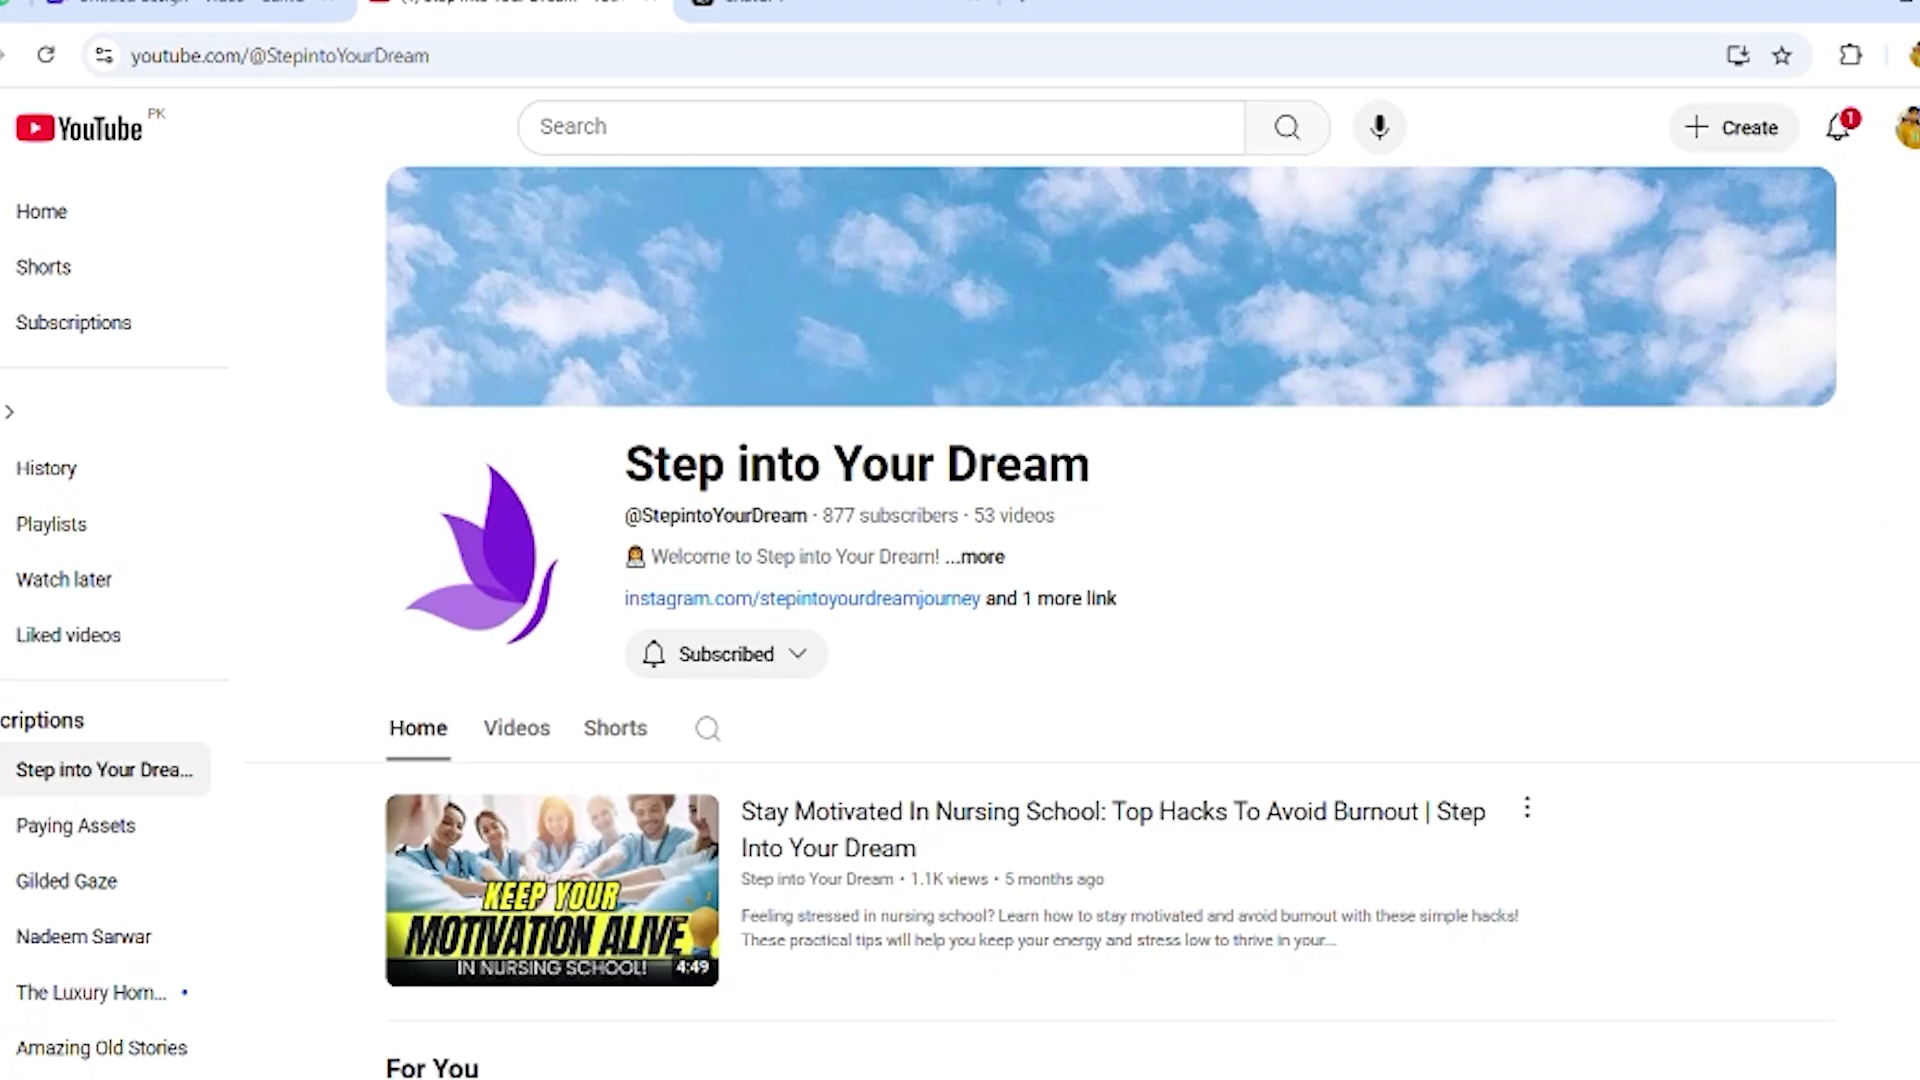 youtube.com/@StepintoYourDream
YouTube PK
Search
Create
1
Home
Shorts
Subscriptions
History
Playlists
Watch later
Liked videos
criptions
Step into Your Drea...
Paying Assets
Gilded Gaze
Nadeem Sarwar
The Luxury Hom...
Amazing Old Stories
Step into Your Dream
@StepintoYourDream · 877 subscribers · 53 videos
Welcome to Step into Your Dream! ...more
instagram.com/stepintoyourdreamjourney and 1 more link
Subscribed
Home Videos Shorts
KEEP YOUR
MOTIVATION ALIVE
IN NURSING SCHOOL!
4:49
Stay Motivated In Nursing School: Top Hacks To Avoid Burnout | Step
Into Your Dream
Step into Your Dream • 1.1K views • 5 months ago
Feeling stressed in nursing school? Learn how to stay motivated and avoid burnout with these simple hacks!
These practical tips will help you keep your energy and stress low to thrive in your...
For You